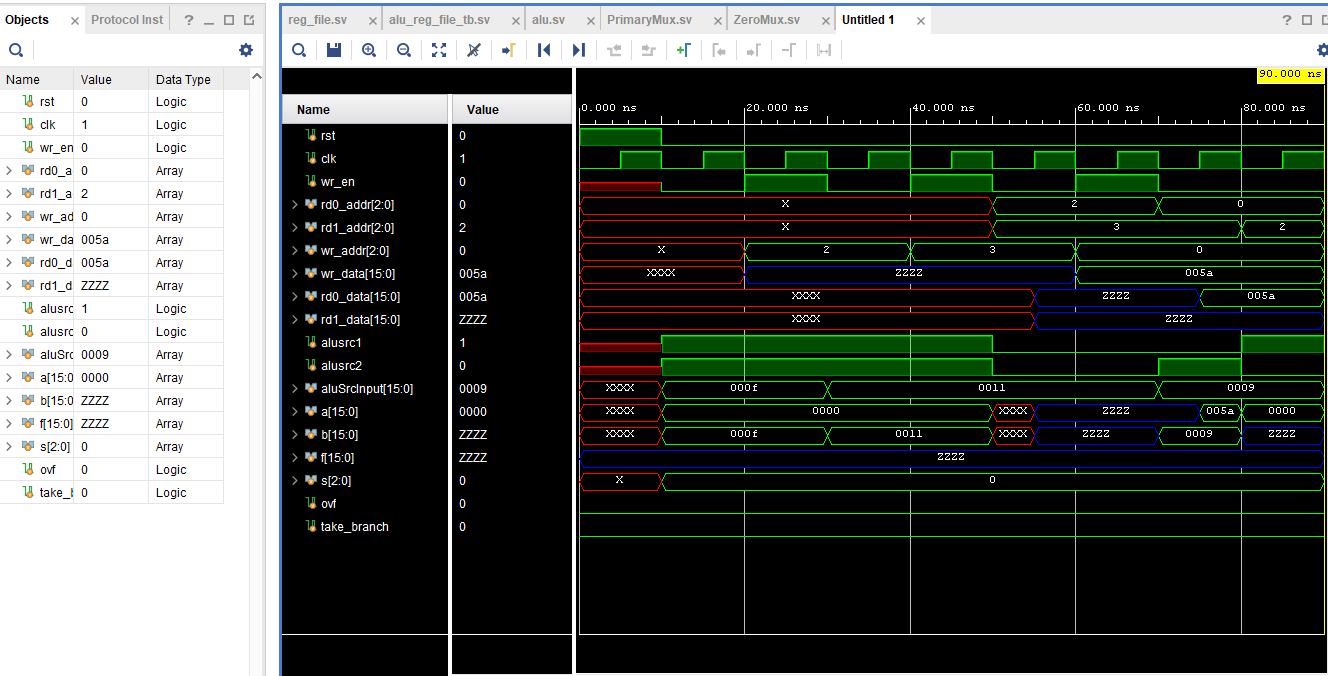 Objects Protocol Inst
Name Value Data Type
rst 0 Logic
clk 1 Logic
wr_en 0 Logic
rd0_a 0 Array
rd1_a 2 Array
wr_ad 0 Array
wr_da 005a Array
rd0_d 005a Array
rd1_d ZZZZ Array
alusrc 1 Logic
alusrc 0 Logic
aluSrc 0009 Array
a[15:0 0000 Array
b[15:0 ZZZZ Array
f[15:0] ZZZZ Array
s[2:0] 0 Array
ovf 0 Logic
take_b 0 Logic
reg_file.sv alu_reg_file_tb.sv alu.sv PrimaryMux.sv ZeroMux.sv Untitled 1
90.000 ns
Name Value 0.000 ns 20.000 ns 40.000 ns 60.000 ns 80.000 ns
rst 0
clk 1
wr_en 0
rd0_addr[2:0] 0 X 2 0
rd1_addr[2:0] 2 X 3 2
wr_addr[2:0] 0 X 2 3 0
wr_data[15:0] 005a XXXX ZZZZ 005a
rd0_data[15:0] 005a XXXX ZZZZ 005a
rd1_data[15:0] ZZZZ XXXX ZZZZ
alusrc1 1
alusrc2 0
aluSrcInput[15:0] 0009 XXXX 000f 0011 0009
a[15:0] 0000 XXXX 0000 XXXX ZZZZ 005a 0000
b[15:0] ZZZZ XXXX 000f 0011 XXXX ZZZZ 0009 ZZZZ
f[15:0] ZZZZ ZZZZ
s[2:0] 0 X 0
ovf 0
take_branch 0